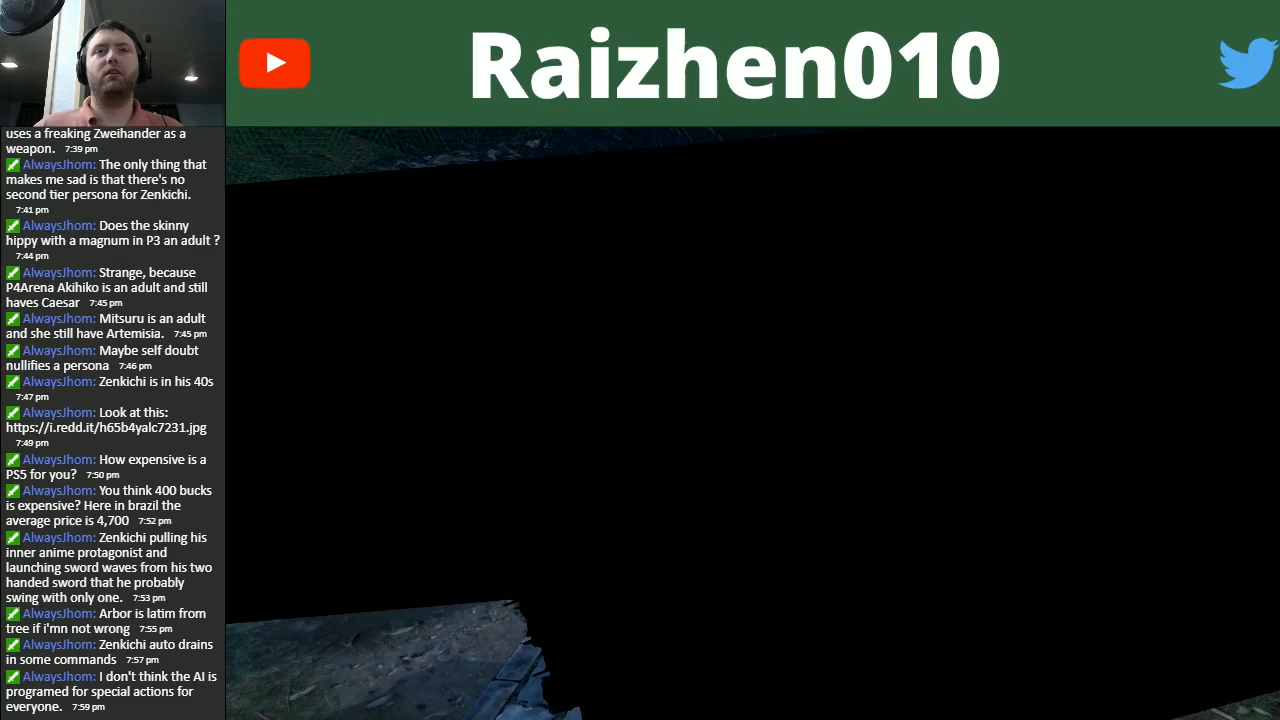 Raizhen010
uses a freaking Zweihander as a
weapon. 7:39 pm
AlwaysJhom: The only thing that
makes me sad is that there's no
second tier persona for Zenkichi.
7:41 pm
AlwaysJhom: Does the skinny
hippy with a magnum in P3 an adult ?
7:44 pm
AlwaysJhom: Strange, because
P4Arena Akihiko is an adult and still
haves Caesar 7:45 pm
AlwaysJhom: Mitsuru is an adult
and she still have Artemisia. 7:45 pm
AlwaysJhom: Maybe self doubt
nullifies a persona 7:46 pm
AlwaysJhom: Zenkichi is in his 40s
7:47 pm
AlwaysJhom: Look at this:
https://i.redd.it/h65b4yalc7231.jpg
7:49 pm
AlwaysJhom: How expensive is a
PS5 for you? 7:50 pm
AlwaysJhom: You think 400 bucks
is expensive? Here in brazil the
average price is 4,700 7:52 pm
AlwaysJhom: Zenkichi pulling his
inner anime protagonist and
launching sword waves from his two
handed sword that he probably
swing with only one. 7:53 pm
AlwaysJhom: Arbor is latim from
tree if i'mn not wrong 7:55 pm
AlwaysJhom: Zenkichi auto drains
in some commands 7:57 pm
AlwaysJhom: I don't think the AI is
programed for special actions for
everyone. 7:59 pm